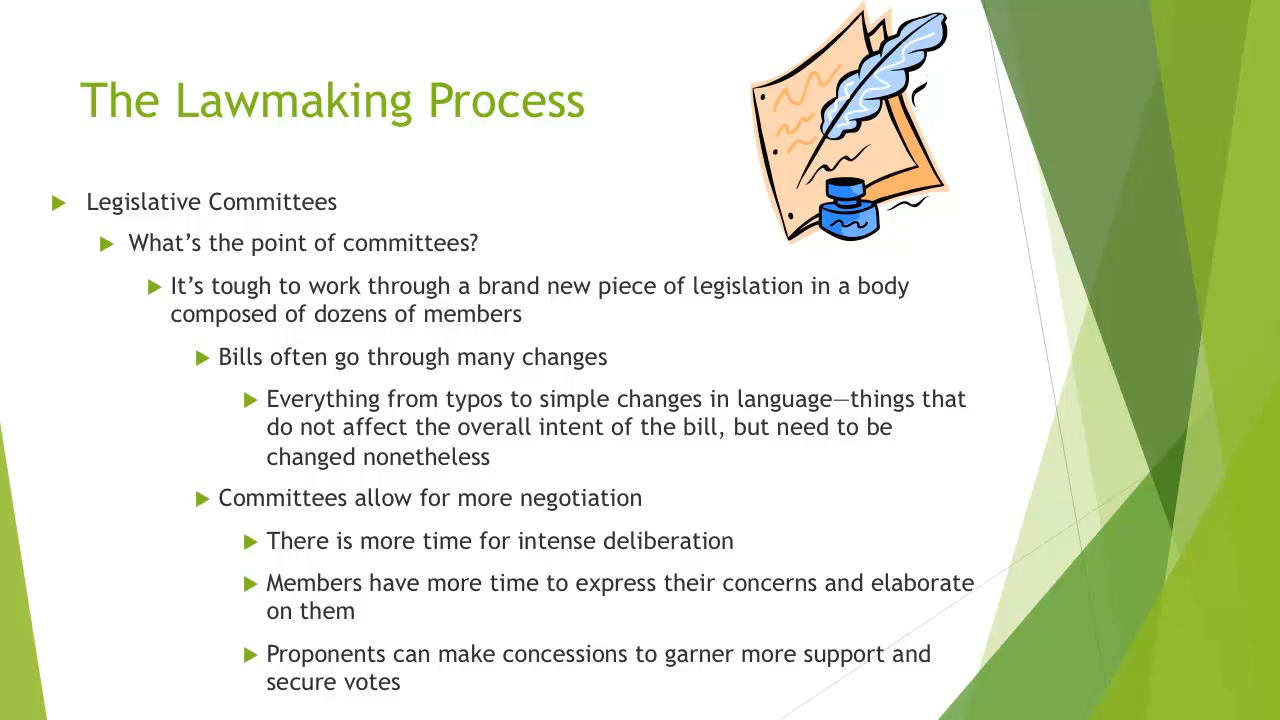 The Lawmaking Process
Legislative Committees
What’s the point of committees?
It’s tough to work through a brand new piece of legislation in a body
composed of dozens of members
Bills often go through many changes
Everything from typos to simple changes in language—things that
do not affect the overall intent of the bill, but need to be
changed nonetheless
Committees allow for more negotiation
There is more time for intense deliberation
Members have more time to express their concerns and elaborate
on them
Proponents can make concessions to garner more support and
secure votes